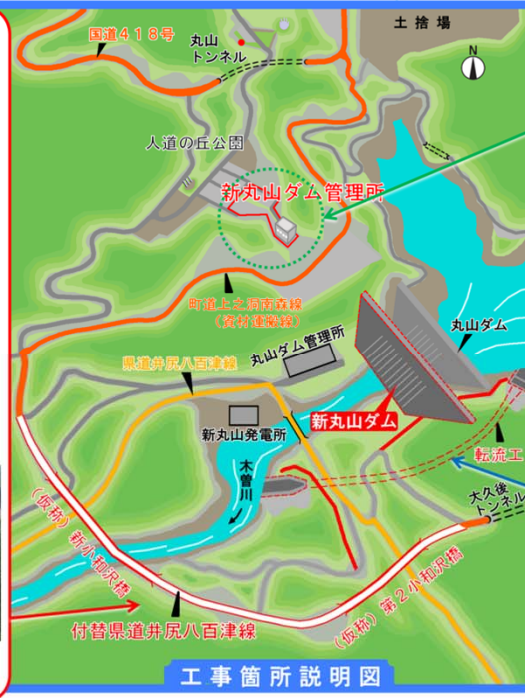 国道418号
丸山
トンネル
土捨場
N
人道の丘公園
新丸山ダム管理所
町道上之洞南森線
(資材運搬線)
丸山ダム
丸山ダム管理所
県道井尻八百津線
新丸山ダム
新丸山発電所
転流工
木曽川
大久後
トンネル
(仮称)新小和沢橋
(仮称)第2小和沢橋
付替県道井尻八百津線
工事箇所説明図